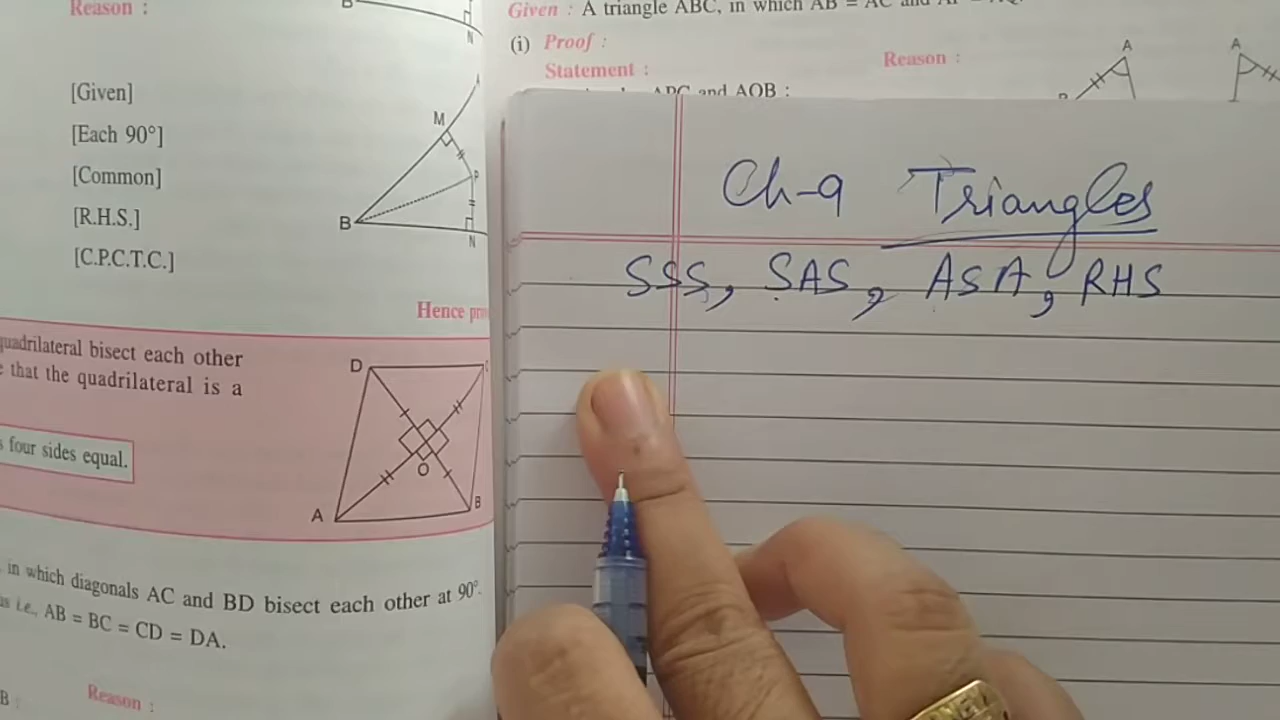 Reason :
[Given]
[Each 90°]
[Common]
[R.H.S.]
[C.P.C.T.C.]
M
P
B
N
N
Hence
quadrilateral bisect each other
that the quadrilateral is a
four sides equal.
D
O
A
B
in which diagonals AC and BD bisect each other at 90°.
i.e., AB = BC = CD = DA.
B :
Reason :
Given : A triangle ABC, in which AB = AC and
(i) Proof :
Statement :
Reason :
and AOB :
A
A
Ch-9 Triangles
SSS, SAS, ASA, RHS